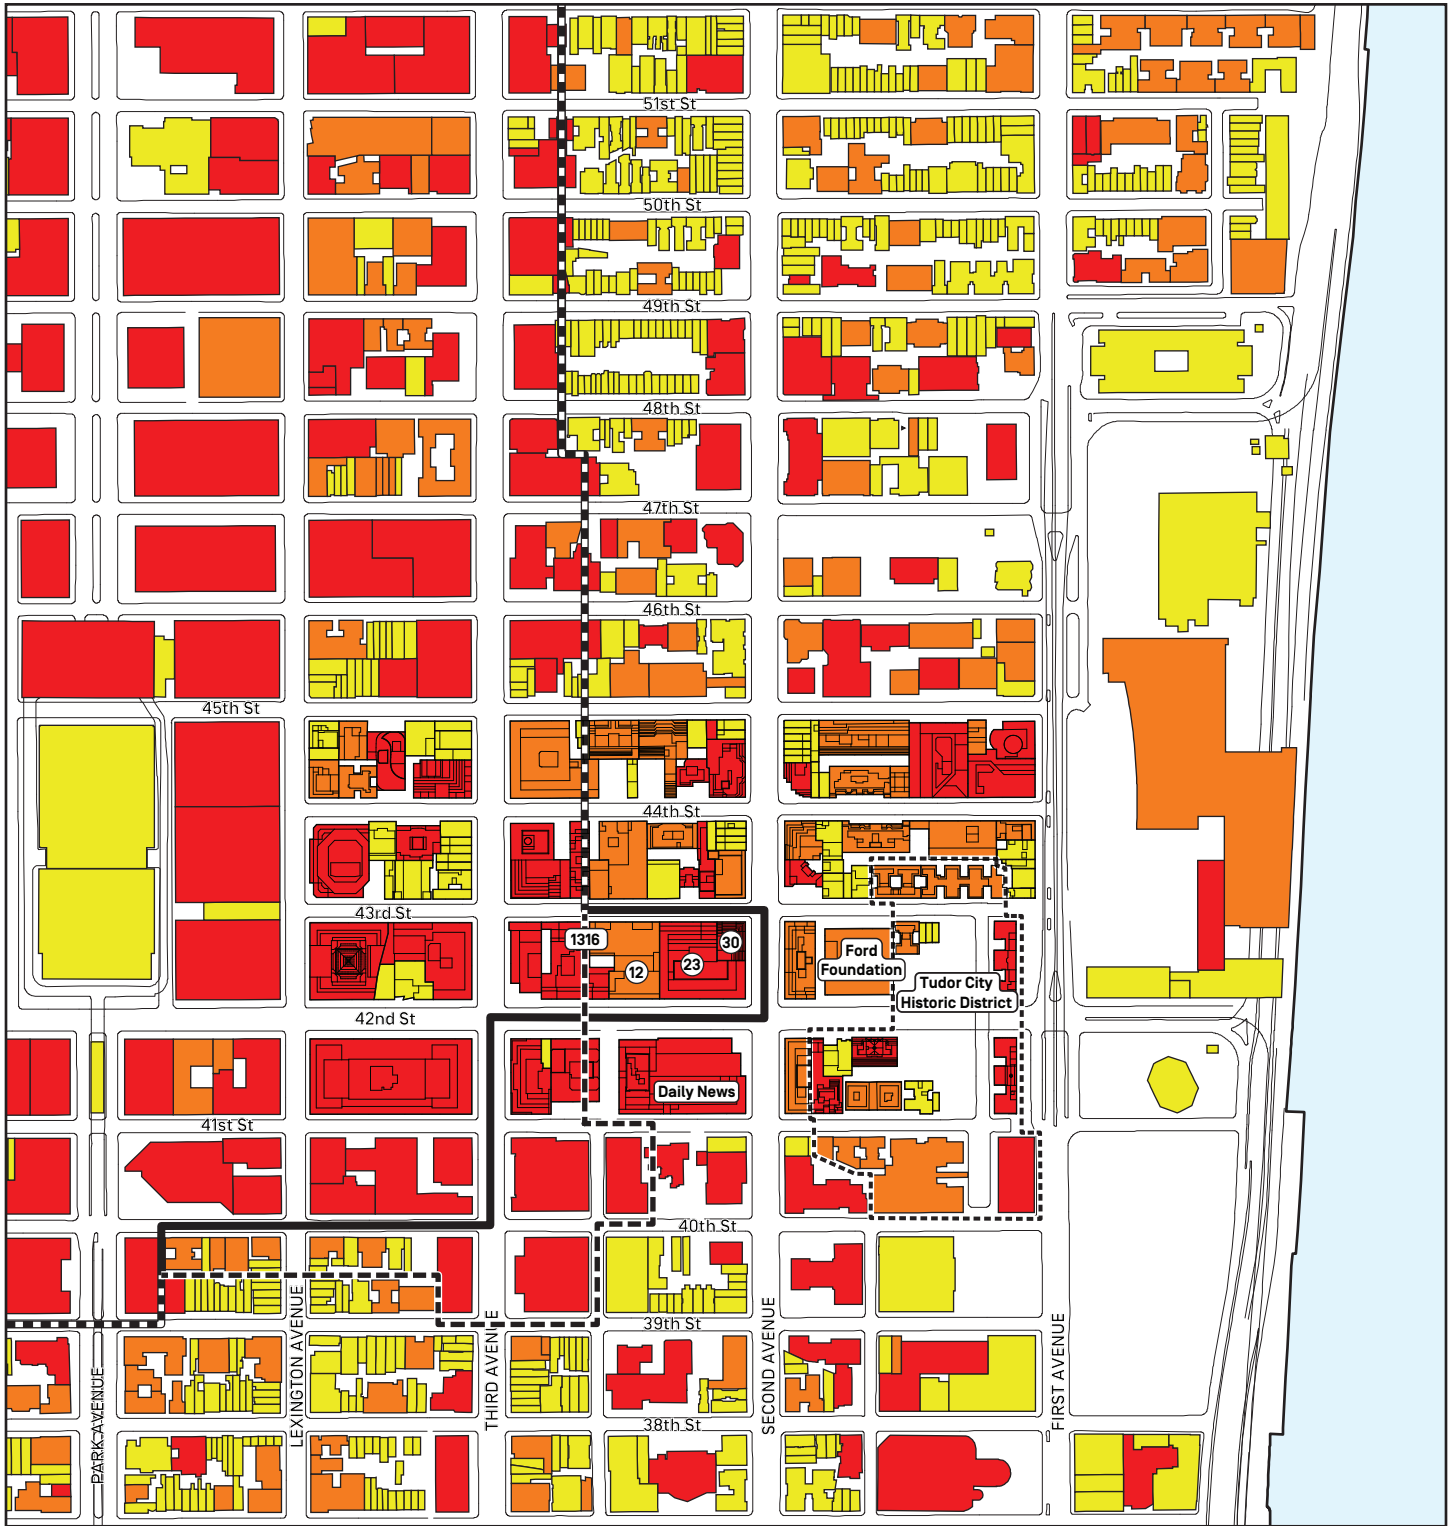 51st St
50th St
49th St
48th St
47th St
46th St
45th St
44th St
43rd St
1316
30
12
23
Ford
Foundation
Tudor City
Historic District
42nd St
Daily News
41st St
40th St
39th St
38th St
PARK AVENUE
LEXINGTON AVENUE
THIRD AVENUE
SECOND AVENUE
FIRST AVENUE